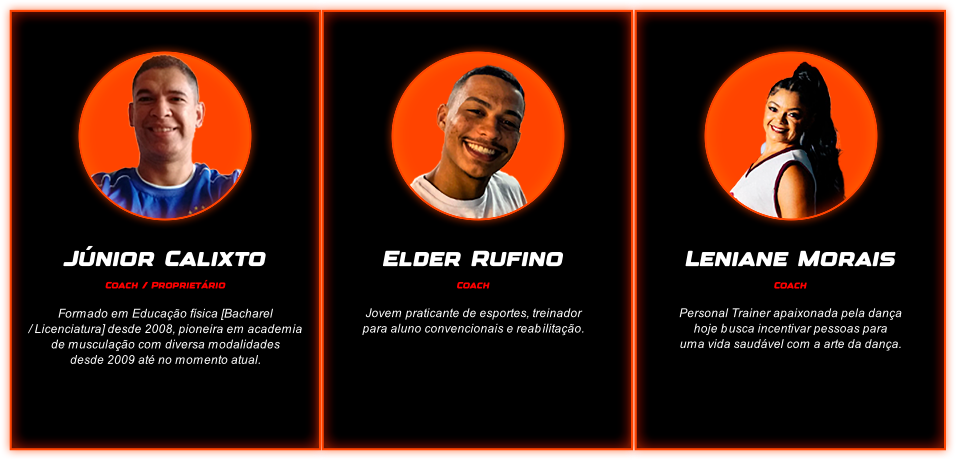 Júnior Calixto
Coach / Proprietário
Formado em Educação física [Bacharel
/ Licenciatura] desde 2008, pioneira em academia
de musculação com diversa modalidades
desde 2009 até no momento atual.
Elder Rufino
Coach
Jovem praticante de esportes, treinador
para aluno convencionais e reabilitação.
Leniane Morais
Coach
Personal Trainer apaixonada pela dança
hoje busca incentivar pessoas para
uma vida saudável com a arte da dança.